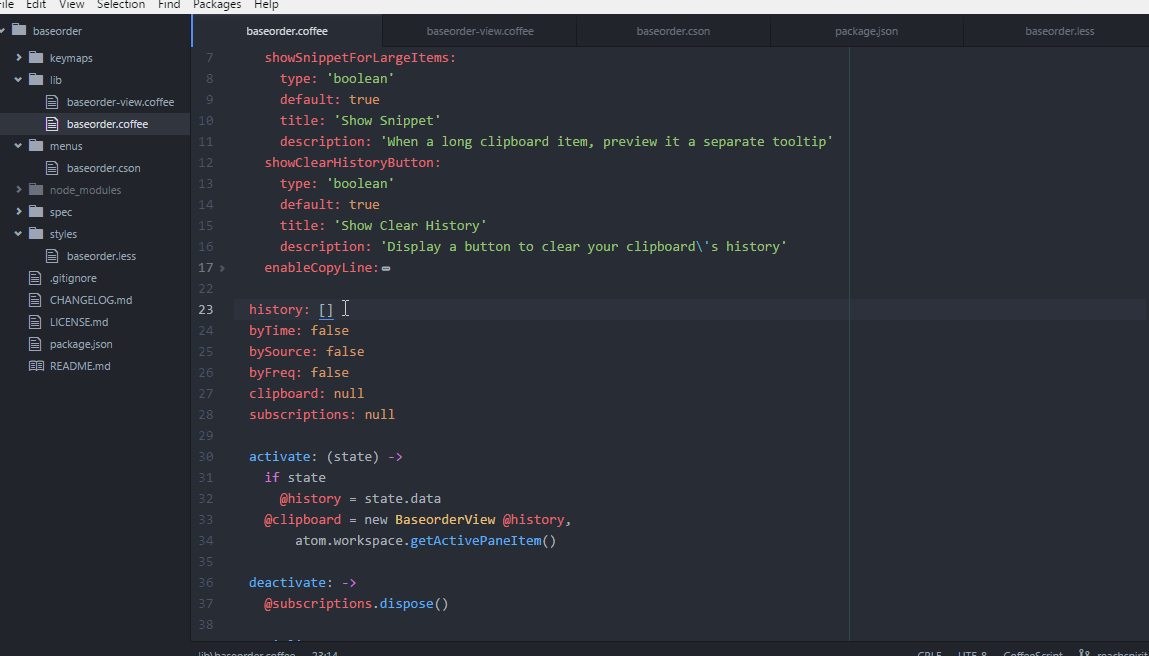 File Edit View Selection Find Packages Help
baseorder
keymaps
lib
baseorder-view.coffee
baseorder.coffee
menus
baseorder.cson
node_modules
spec
styles
baseorder.less
.gitignore
CHANGELOG.md
LICENSE.md
package.json
README.md
baseorder.coffee baseorder-view.coffee baseorder.cson package.json baseorder.less
7 showSnippetForLargeItems:
8 type: 'boolean'
9 default: true
10 title: 'Show Snippet'
11 description: 'When a long clipboard item, preview it a separate tooltip'
12 showClearHistoryButton:
13 type: 'boolean'
14 default: true
15 title: 'Show Clear History'
16 description: 'Display a button to clear your clipboard\'s history'
17 enableCopyLine:
22
23 history: []
24 byTime: false
25 bySource: false
26 byFreq: false
27 clipboard: null
28 subscriptions: null
29
30 activate: (state) ->
31 if state
32 @history = state.data
33 @clipboard = new BaseorderView @history,
34 atom.workspace.getActivePaneItem()
35
36 deactivate: ->
37 @subscriptions.dispose()
38
lib\baseorder.coffee 23:14 CRLF UTF-8 CoffeeScript